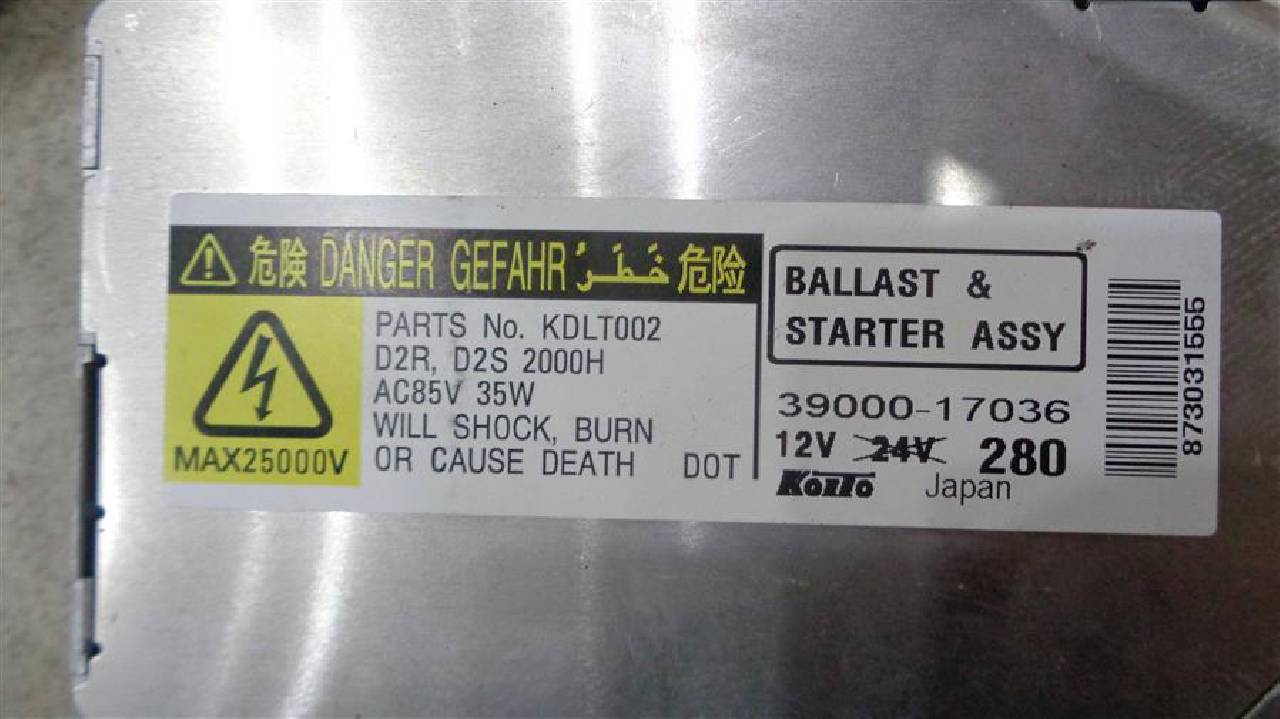 危険 DANGER GEFAHR خَطَرٌ 危险
MAX25000V
PARTS No. KDLT002
D2R, D2S 2000H
AC85V 35W
WILL SHOCK, BURN
OR CAUSE DEATH DOT
BALLAST &
STARTER ASSY
39000-17036
12V 24V 280
KOITO Japan
873031555